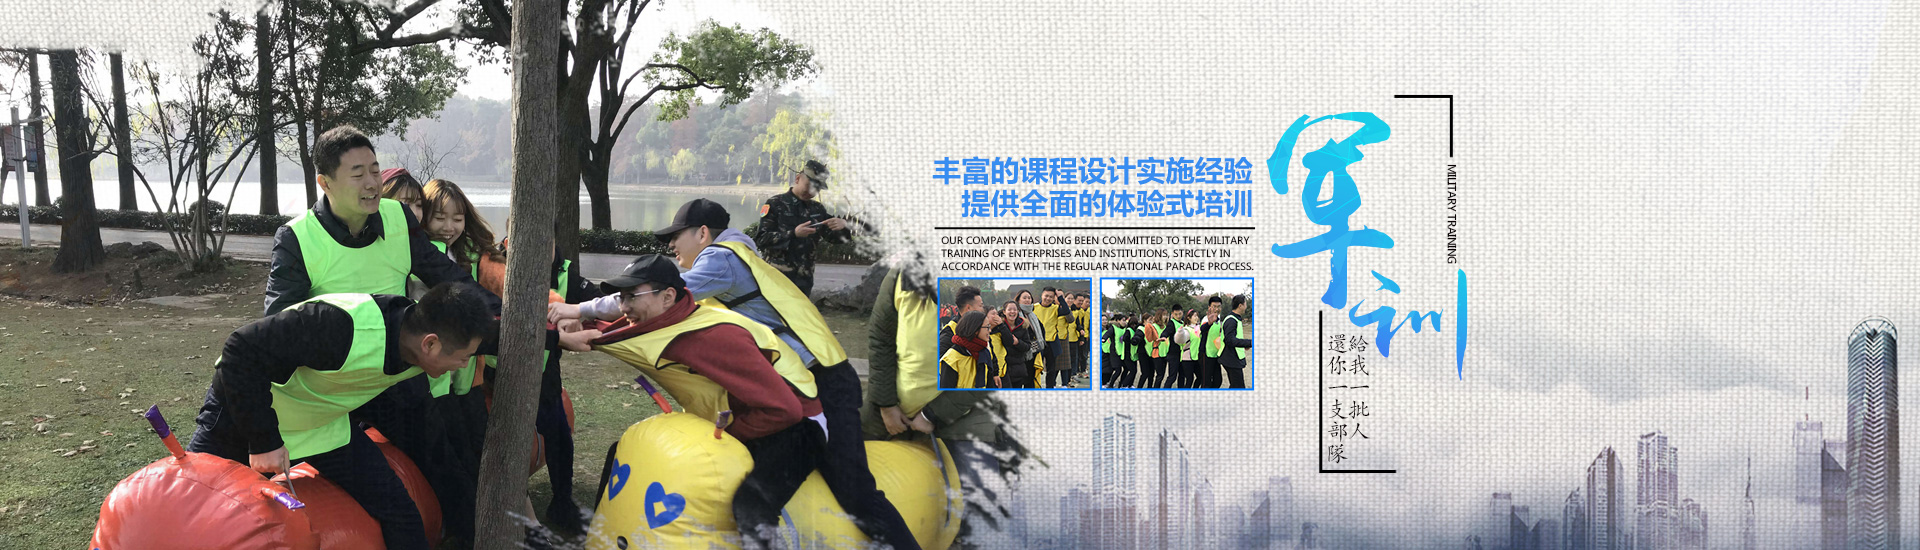 丰富的课程设计实施经验
提供全面的体验式培训
OUR COMPANY HAS LONG BEEN COMMITTED TO THE MILITARY
TRAINING OF ENTERPRISES AND INSTITUTIONS, STRICTLY IN
ACCORDANCE WITH THE REGULAR NATIONAL PARADE PROCESS.
军训
MILITARY TRAINING
給我一批人
還你一支部隊